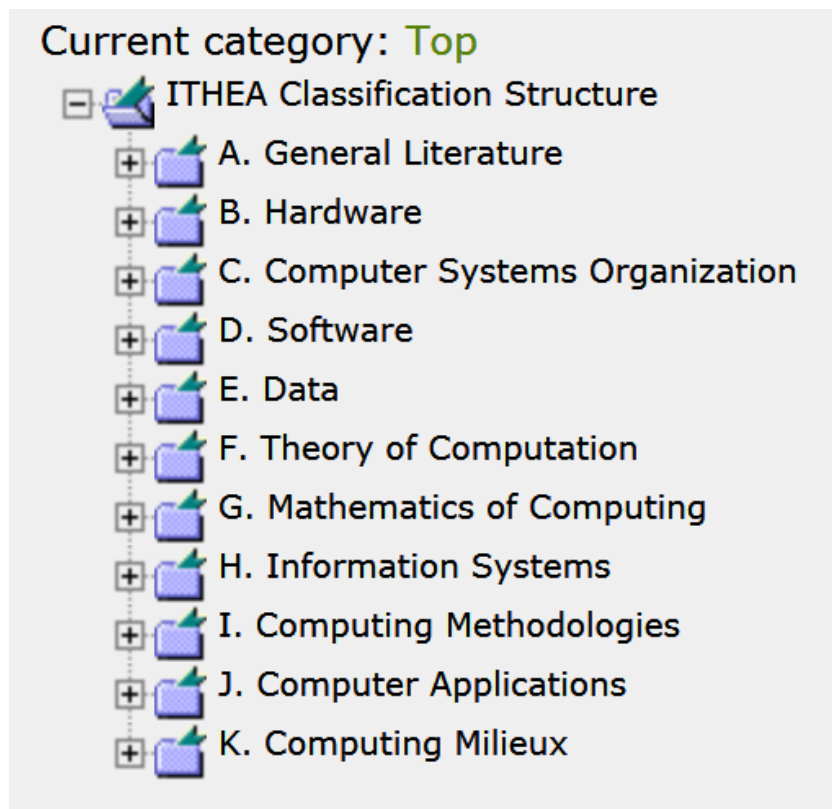 Current category: Top
ITHEA Classification Structure
A. General Literature
B. Hardware
C. Computer Systems Organization
D. Software
E. Data
F. Theory of Computation
G. Mathematics of Computing
H. Information Systems
I. Computing Methodologies
J. Computer Applications
K. Computing Milieux